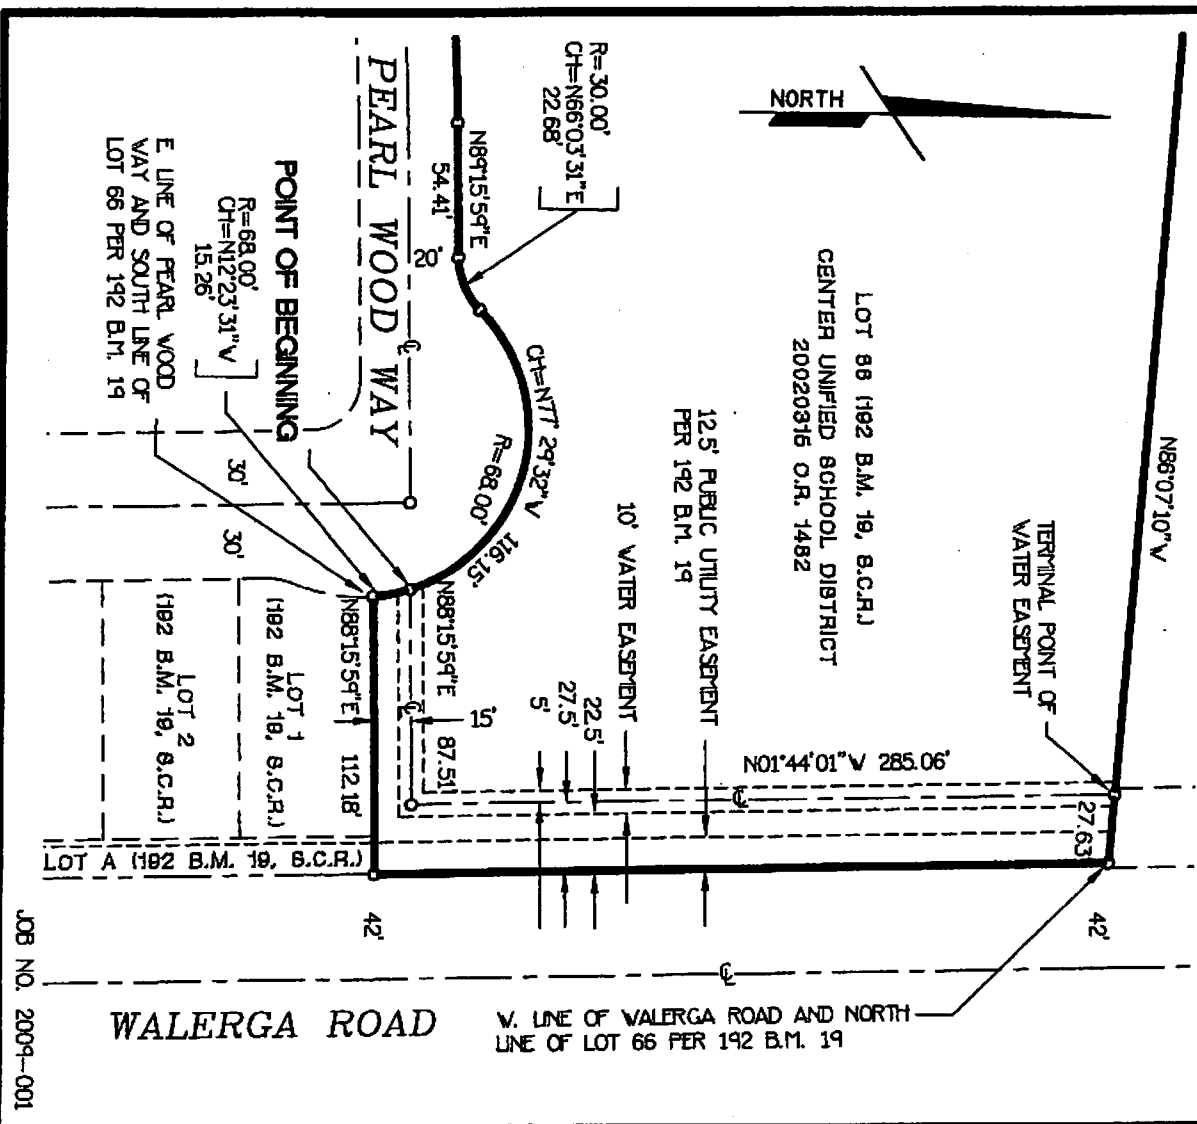 NORTH
R=30.00'
CH=N66°03'31"E
22.68'
PEARL WOOD WAY
N89°15'59"E
54.41'
20'
POINT OF BEGINNING
R=68.00'
CH=N12°23'31"W
15.26'
E LINE OF PEARL WOOD
WAY AND SOUTH LINE OF
LOT 66 PER 192 B.M. 19
LOT 66 (192 B.M. 19, S.C.R.)
CENTER UNIFIED SCHOOL DISTRICT
20020316 O.R. 1482
N86°07'10"W
CH=N77° 29'32"W
R=68.00'
116.15'
12.5' PUBLIC UTILITY EASEMENT
PER 192 B.M. 19
10' WATER EASEMENT
TERMINAL POINT OF
WATER EASEMENT
30'
30'
N88°15'59"E
87.51
N88°15'59"E
112.18'
15'
5'
27.5'
22.5'
N01°44'01"W 285.06'
27.63'
LOT 1
(192 B.M. 19, S.C.R.)
LOT 2
(192 B.M. 19, S.C.R.)
LOT A (192 B.M. 19, S.C.R.)
42'
42'
WALERGA ROAD
W. LINE OF WALERGA ROAD AND NORTH
LINE OF LOT 66 PER 192 B.M. 19
JOB NO. 2009-001